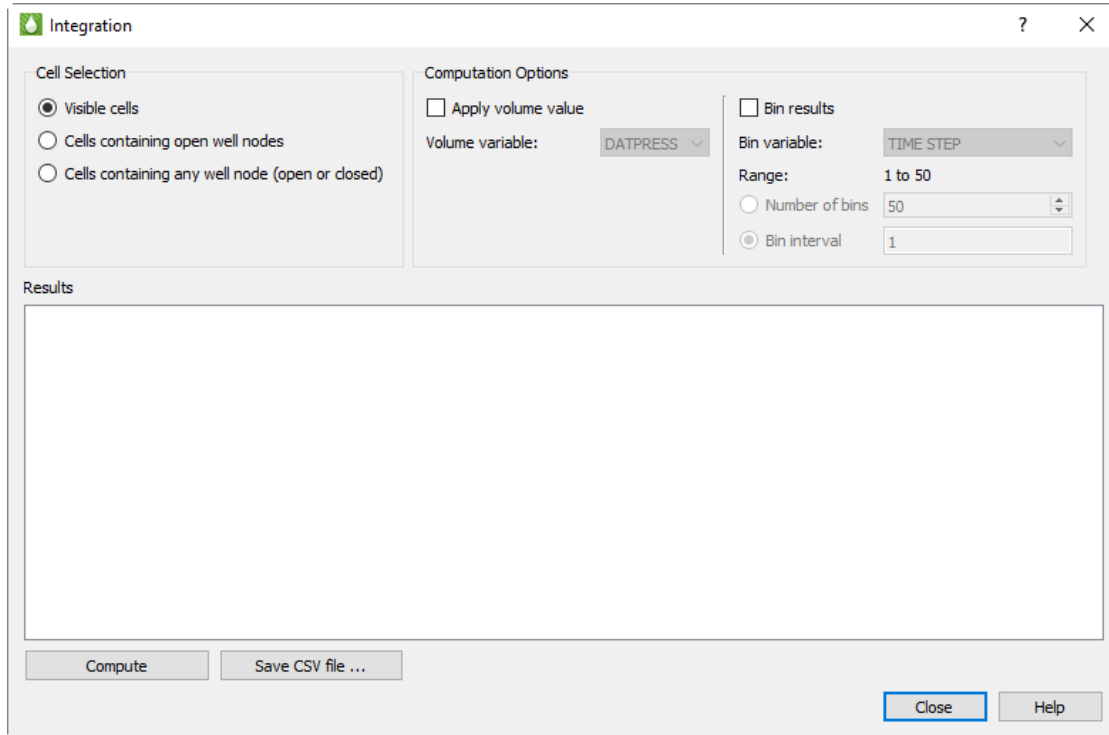 Integration
?
Cell Selection
Visible cells
Cells containing open well nodes
Cells containing any well node (open or closed)
Computation Options
Apply volume value
Volume variable: DATPRESS
Bin results
Bin variable: TIME STEP
Range: 1 to 50
Number of bins 50
Bin interval 1
Results
Compute Save CSV file ...
Close Help